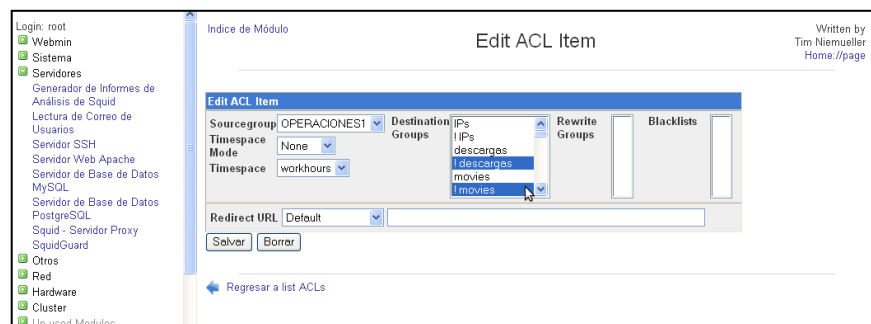 Login: root
Webmin
Sistema
Servidores
Generador de Informes de
Análisis de Squid
Lectura de Correo de
Usuarios
Servidor SSH
Servidor Web Apache
Servidor de Base de Datos
MySQL
Servidor de Base de Datos
PostgreSQL
Squid - Servidor Proxy
SquidGuard
Otros
Red
Hardware
Cluster
Un-used Modules
Indice de Módulo
Edit ACL Item
Written by
Tim Niemueller
Home://page
Edit ACL Item
Sourcegroup OPERACIONES1
Timespace
Mode
None
Timespace workhours
Destination
Groups
IPs
! IPs
descargas
! descargas
movies
! movies
Rewrite
Groups
Blacklists
Redirect URL Default
Salvar Borrar
Regresar a list ACLs